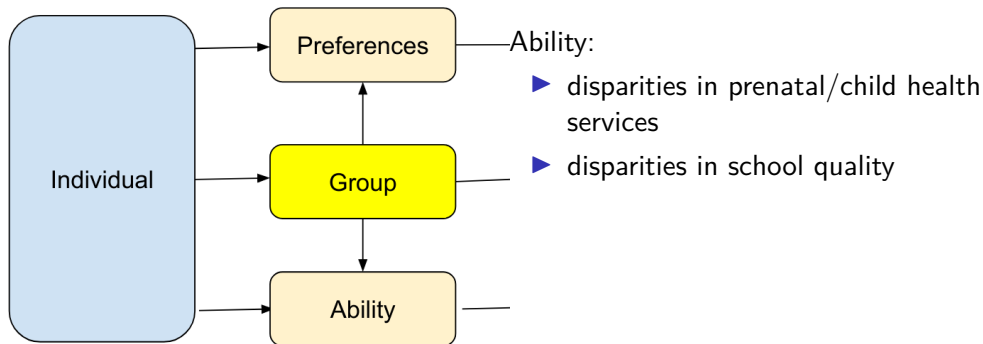 Preferences
Individual
Group
Ability
Ability:
▶ disparities in prenatal/child health
services
▶ disparities in school quality